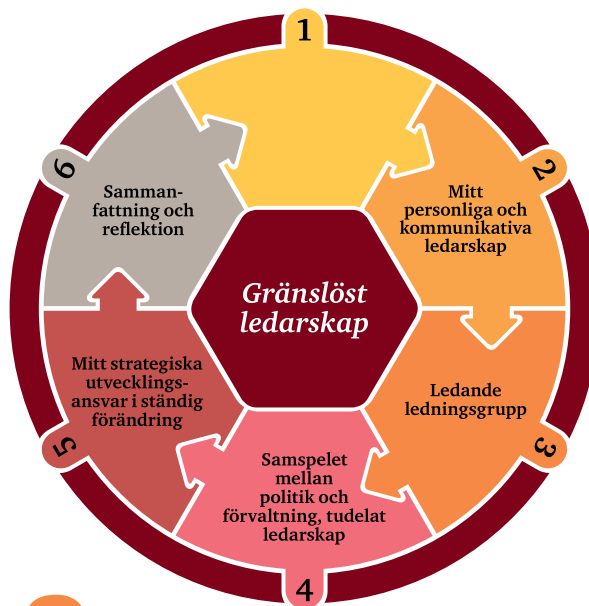 1
2
Mitt
personliga och
kommunikativa
ledarskap
3
Ledande
ledningsgrupp
4
Samspelet
mellan
politik och
förvaltning, tudelat
ledarskap
5
Mitt strategiska
utvecklings-
ansvar i ständig
förändring
6
Samman-
fattning och
reflektion
Gränslöst
ledarskap